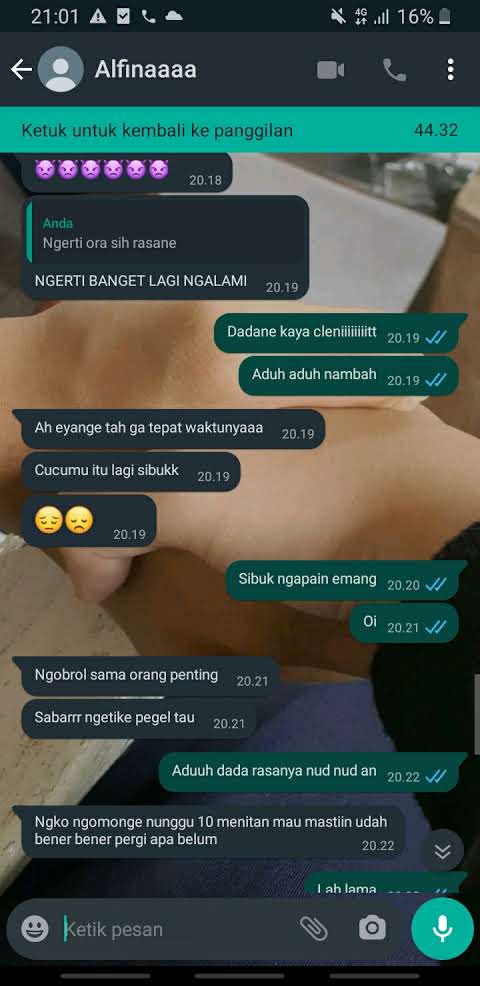 21:01
4G
16%
Alfinaaaa
Ketuk untuk kembali ke panggilan 44.32
20.18
Anda
Ngerti ora sih rasane
NGERTI BANGET LAGI NGALAMI 20.19
Dadane kaya cleniiiiiiiiitt 20.19
Aduh aduh nambah 20.19
Ah eyange tah ga tepat waktunyaaa 20.19
Cucumu itu lagi sibukk 20.19
20.19
Sibuk ngapain emang 20.20
Oi 20.21
Ngobrol sama orang penting 20.21
Sabarrr ngetike pegel tau 20.21
Aduuh dada rasanya nud nud an 20.22
Ngko ngomonge nunggu 10 menitan mau mastiin udah
bener bener pergi apa belum
20.22
Lah lama
Ketik pesan